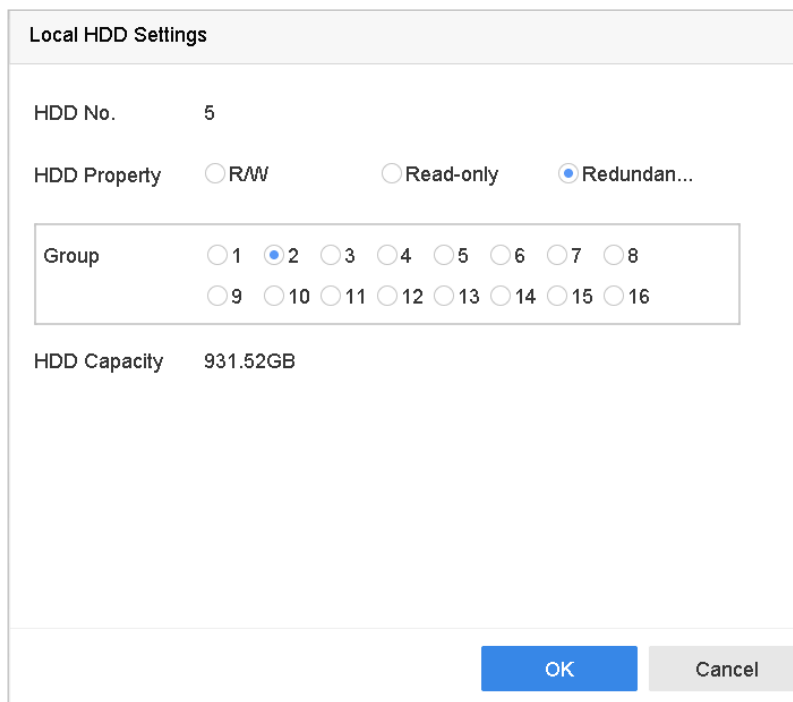 Local HDD Settings
HDD No. 5
HDD Property R/W Read-only Redundan...
Group 1 2 3 4 5 6 7 8
9 10 11 12 13 14 15 16
HDD Capacity 931.52GB
OK Cancel